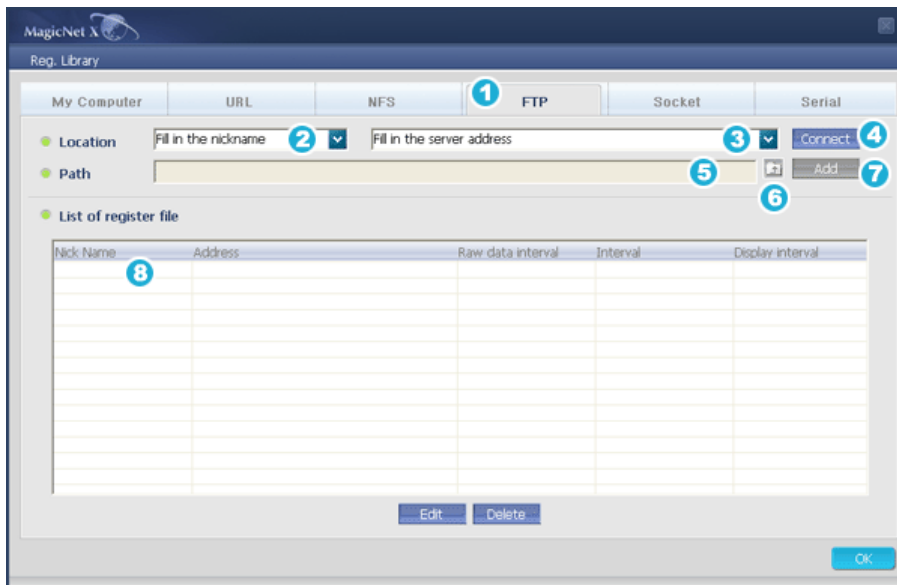 MagicNet X
Reg. Library
My Computer URL NFS 1 FTP Socket Serial
Location Fill in the nickname 2 Fill in the server address 3 Connect 4
Path 5 6 Add 7
List of register file
Nick Name Address Raw data interval Interval Display interval
8
Edit Delete
OK